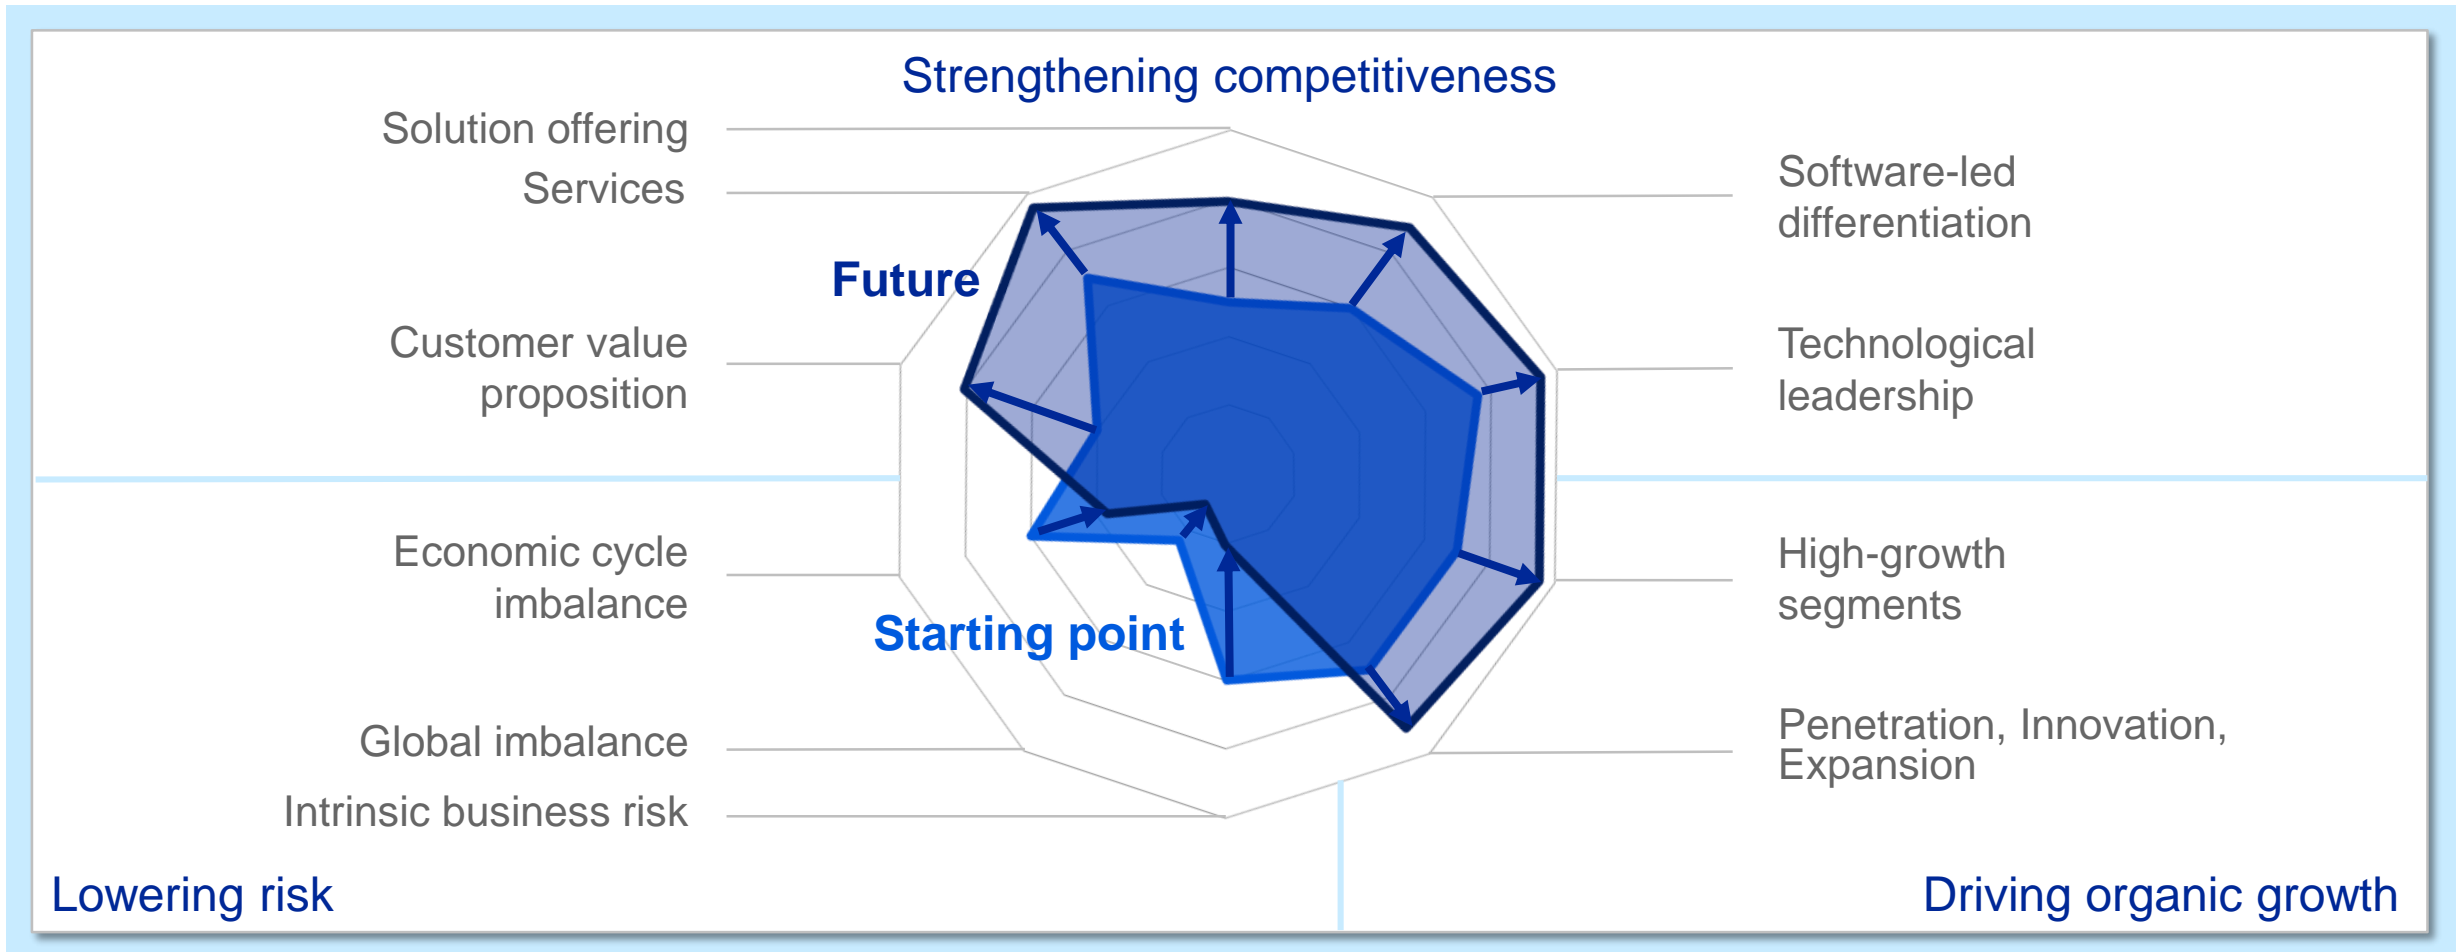 Strengthening competitiveness
Solution offering
Services
Software-led
differentiation
Future
Customer value
proposition
Technological
leadership
Economic cycle
imbalance
High-growth
segments
Starting point
Global imbalance
Penetration, Innovation,
Expansion
Intrinsic business risk
Lowering risk
Driving organic growth